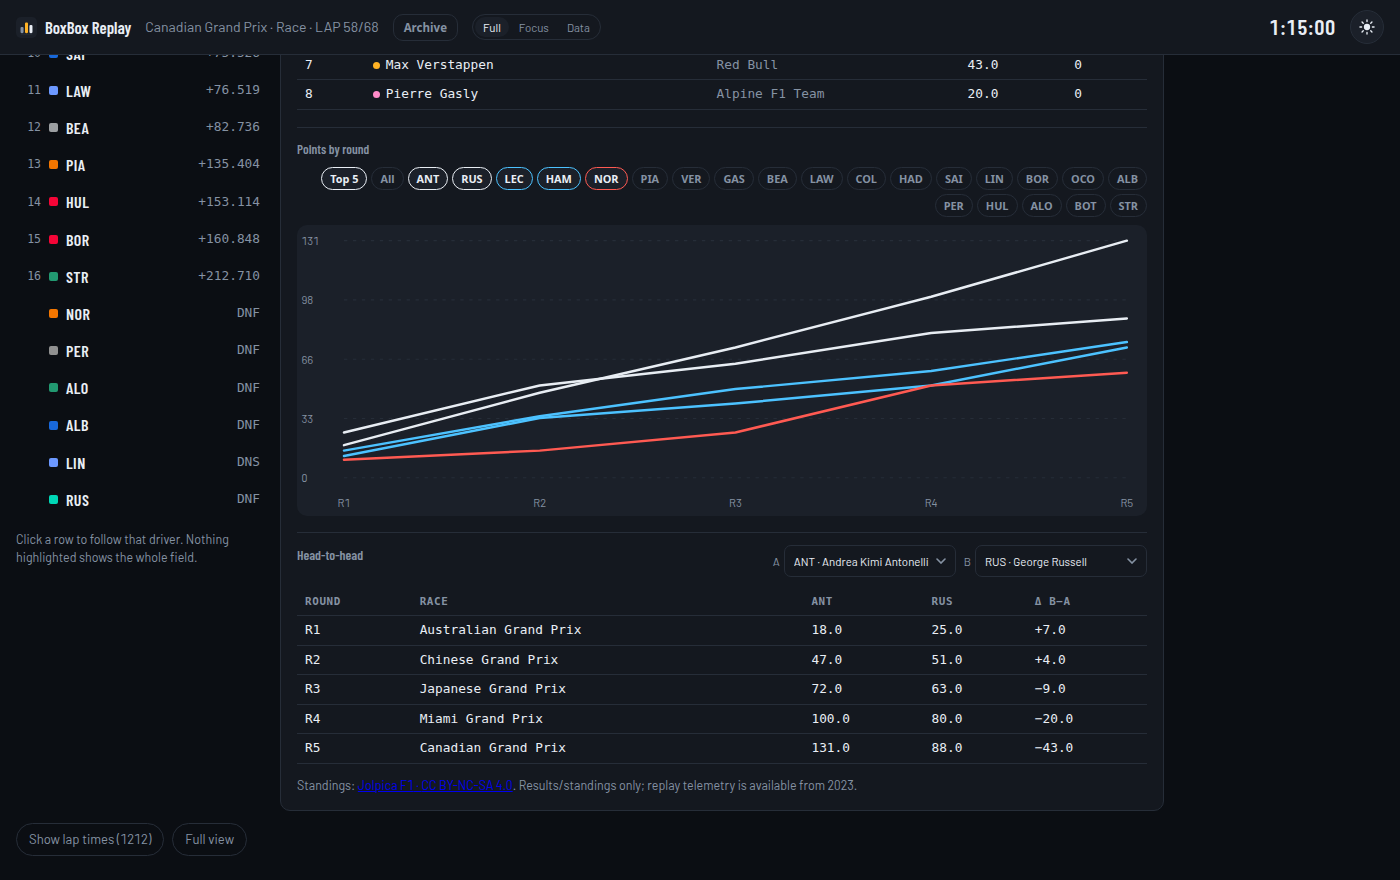 BoxBox Replay Canadian Grand Prix · Race · LAP 58/68 Archive Full Focus Data 1:15:00
11 LAW +76.519
12 BEA +82.736
13 PIA +135.404
14 HUL +153.114
15 BOR +160.848
16 STR +212.710
NOR DNF
PER DNF
ALO DNF
ALB DNF
LIN DNS
RUS DNF
Click a row to follow that driver. Nothing
highlighted shows the whole field.
Show lap times (1212) Full view
7 Max Verstappen Red Bull 43.0 0
8 Pierre Gasly Alpine F1 Team 20.0 0
Points by round
Top 5 All ANT RUS LEC HAM NOR PIA VER GAS BEA LAW COL HAD SAI LIN BOR OCO ALB
PER HUL ALO BOT STR
131
98
66
33
0
R1 R2 R3 R4 R5
Head-to-head A ANT · Andrea Kimi Antonelli B RUS · George Russell
ROUND RACE ANT RUS Δ B−A
R1 Australian Grand Prix 18.0 25.0 +7.0
R2 Chinese Grand Prix 47.0 51.0 +4.0
R3 Japanese Grand Prix 72.0 63.0 −9.0
R4 Miami Grand Prix 100.0 80.0 −20.0
R5 Canadian Grand Prix 131.0 88.0 −43.0
Standings: Jolpica F1 · CC BY-NC-SA 4.0. Results/standings only; replay telemetry is available from 2023.